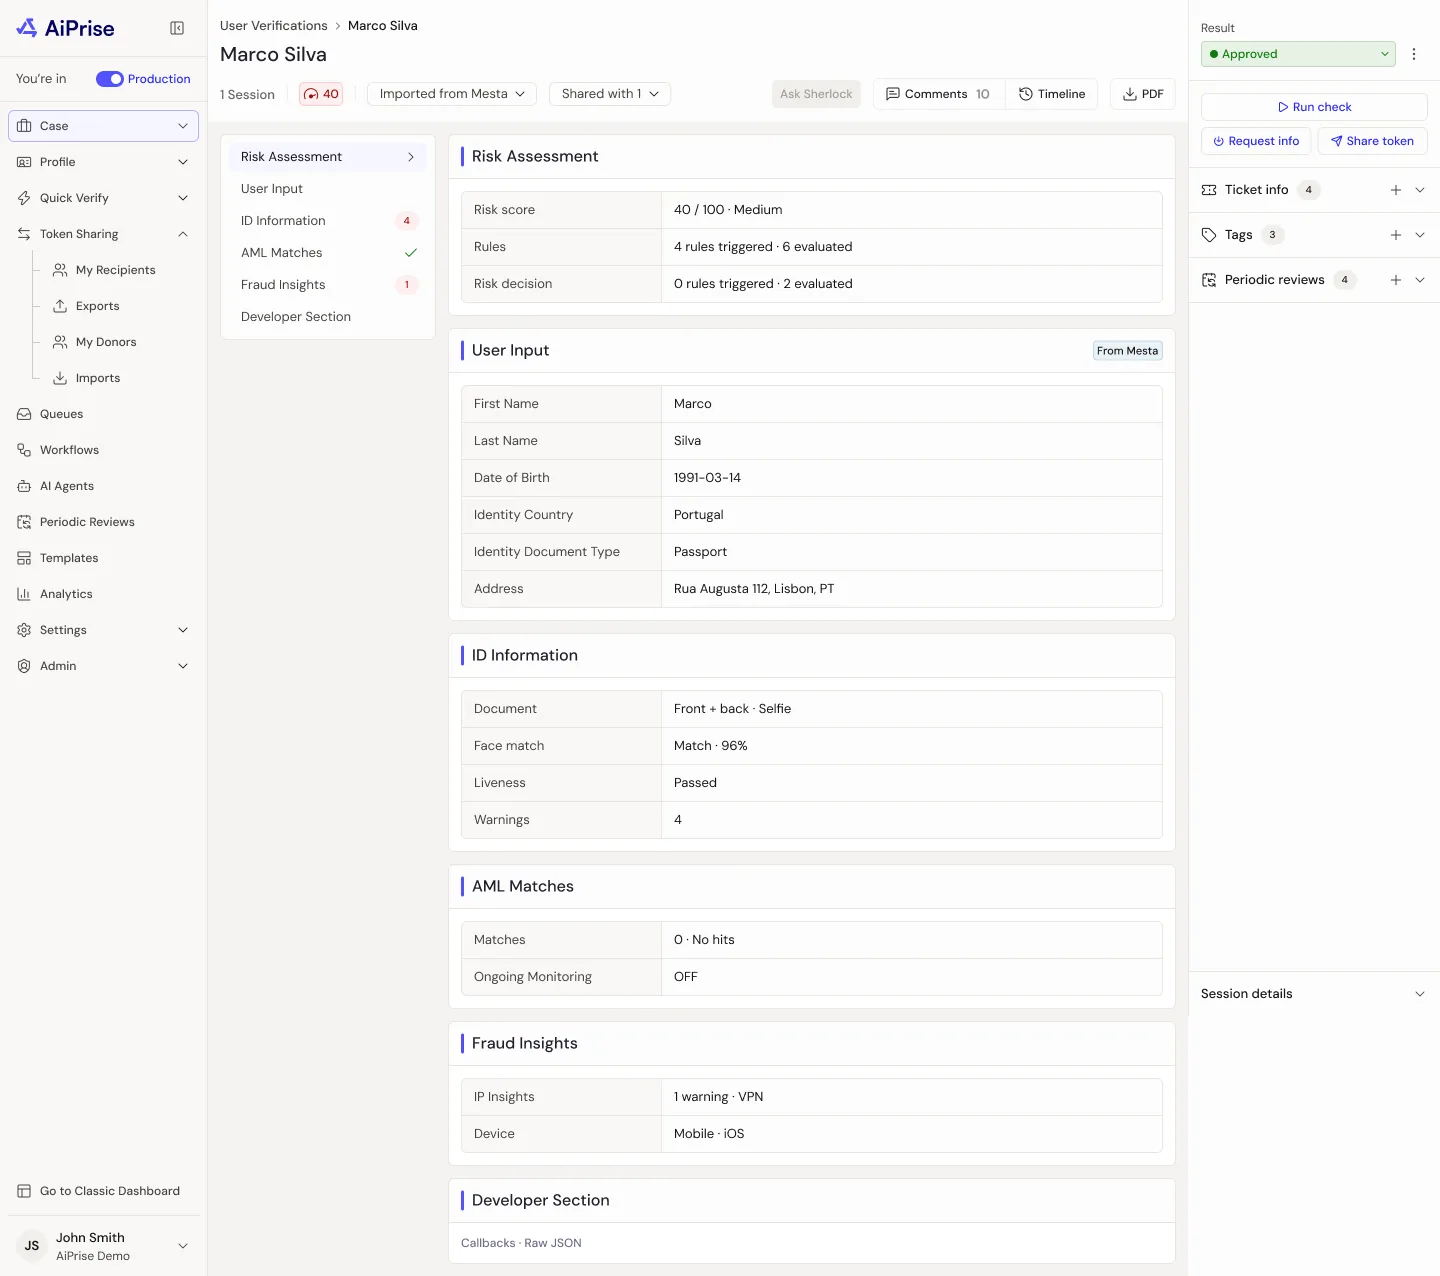 AiPrise
You're in
Production
Case
Profile
Quick Verify
Token Sharing
My Recipients
Exports
My Donors
Imports
Queues
Workflows
AI Agents
Periodic Reviews
Templates
Analytics
Settings
Admin
Go to Classic Dashboard
JS
John Smith
AiPrise Demo
User Verifications > Marco Silva
Marco Silva
1 Session
40
Imported from Mesta
Shared with 1
Ask Sherlock
Comments 10
Timeline
PDF
Risk Assessment
User Input
ID Information 4
AML Matches
Fraud Insights 1
Developer Section
Risk Assessment
Risk score 40 / 100 · Medium
Rules 4 rules triggered · 6 evaluated
Risk decision 0 rules triggered · 2 evaluated
User Input From Mesta
First Name Marco
Last Name Silva
Date of Birth 1991-03-14
Identity Country Portugal
Identity Document Type Passport
Address Rua Augusta 112, Lisbon, PT
ID Information
Document Front + back · Selfie
Face match Match · 96%
Liveness Passed
Warnings 4
AML Matches
Matches 0 · No hits
Ongoing Monitoring OFF
Fraud Insights
IP Insights 1 warning · VPN
Device Mobile · iOS
Developer Section
Callbacks · Raw JSON
Result
Approved
Run check
Request info
Share token
Ticket info 4
Tags 3
Periodic reviews 4
Session details